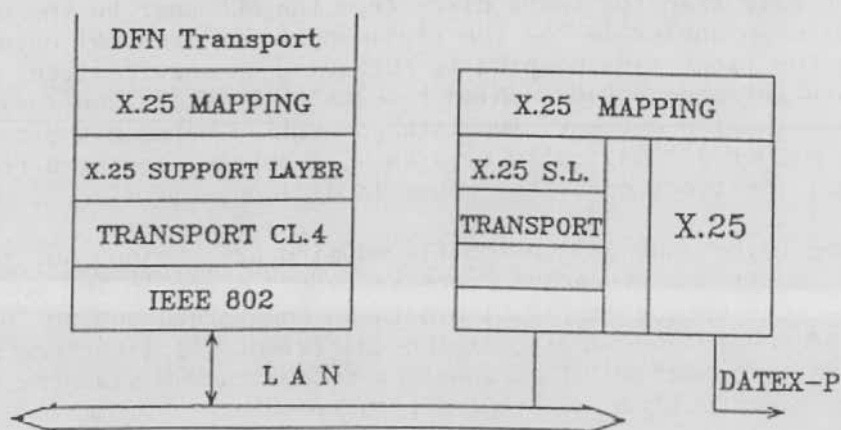 DFN Transport
X.25 MAPPING
X.25 SUPPORT LAYER
TRANSPORT CL.4
IEEE 802
X.25 MAPPING
X.25 S.L.
TRANSPORT
X.25
L A N
DATEX-P